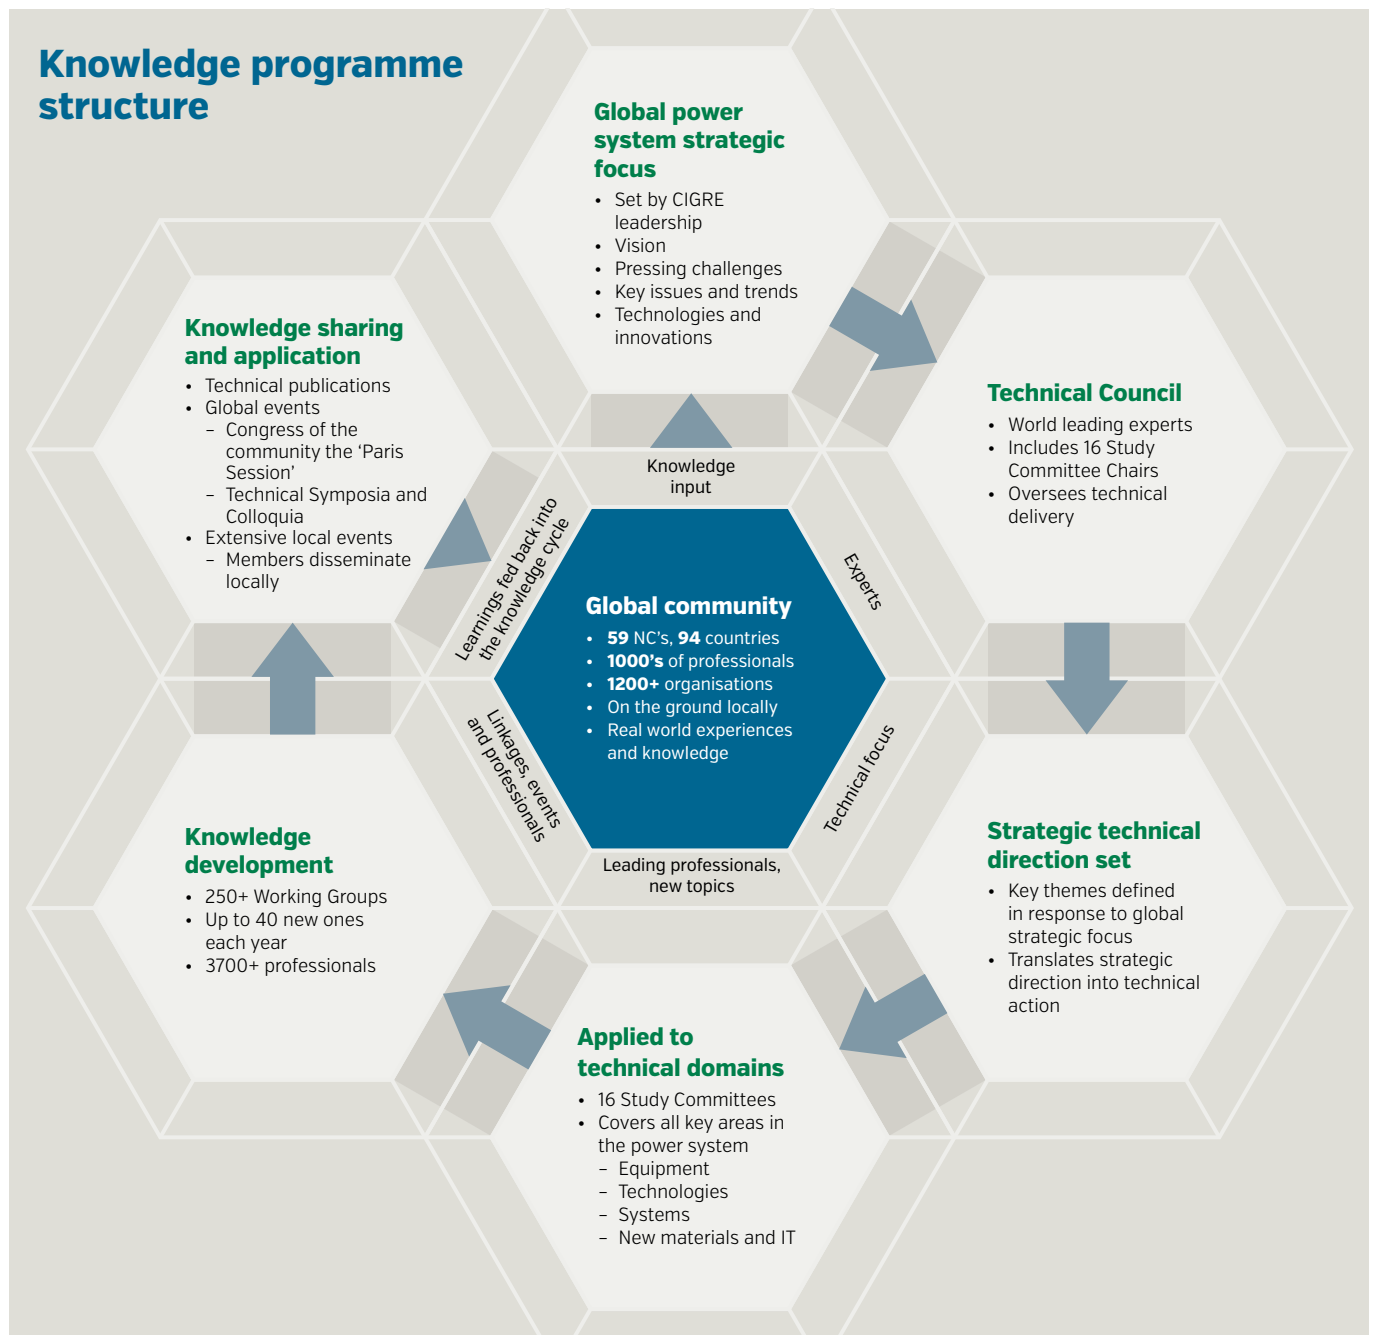 Knowledge programme
structure
Global power
system strategic
focus
• Set by CIGRE
leadership
• Vision
• Pressing challenges
• Key issues and trends
• Technologies and
innovations
Technical Council
• World leading experts
• Includes 16 Study
Committee Chairs
• Oversees technical
delivery
Strategic technical
direction set
• Key themes defined
in response to global
strategic focus
• Translates strategic
direction into technical
action
Applied to
technical domains
• 16 Study Committees
• Covers all key areas in
the power system
– Equipment
– Technologies
– Systems
– New materials and IT
Knowledge
development
• 250+ Working Groups
• Up to 40 new ones
each year
• 3700+ professionals
Knowledge sharing
and application
• Technical publications
• Global events
– Congress of the
community the ‘Paris
Session’
– Technical Symposia and
Colloquia
• Extensive local events
– Members disseminate
locally
Knowledge
input
Experts
Technical focus
Leading professionals,
new topics
Linkages, events
and professionals
Learnings fed back into
the knowledge cycle
Global community
• 59 NC’s, 94 countries
• 1000’s of professionals
• 1200+ organisations
• On the ground locally
• Real world experiences
and knowledge